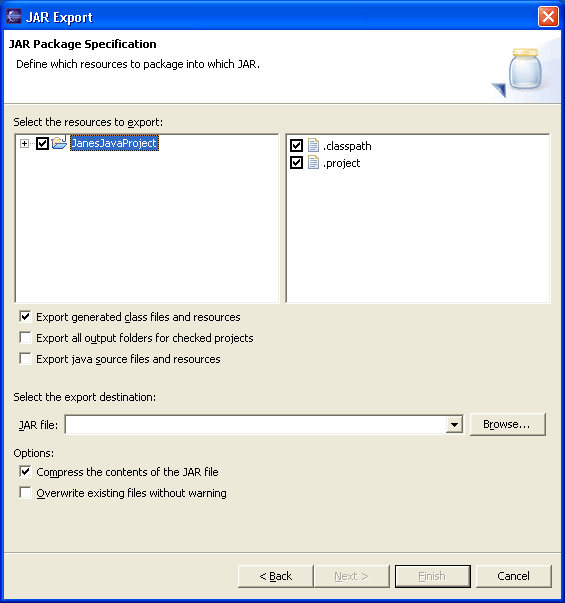 JAR Export
JAR Package Specification
Define which resources to package into which JAR.
Select the resources to export:
JanesJavaProject
.classpath
.project
Export generated class files and resources
Export all output folders for checked projects
Export java source files and resources
Select the export destination:
JAR file:
Browse...
Options:
Compress the contents of the JAR file
Overwrite existing files without warning
< Back
Next >
Finish
Cancel